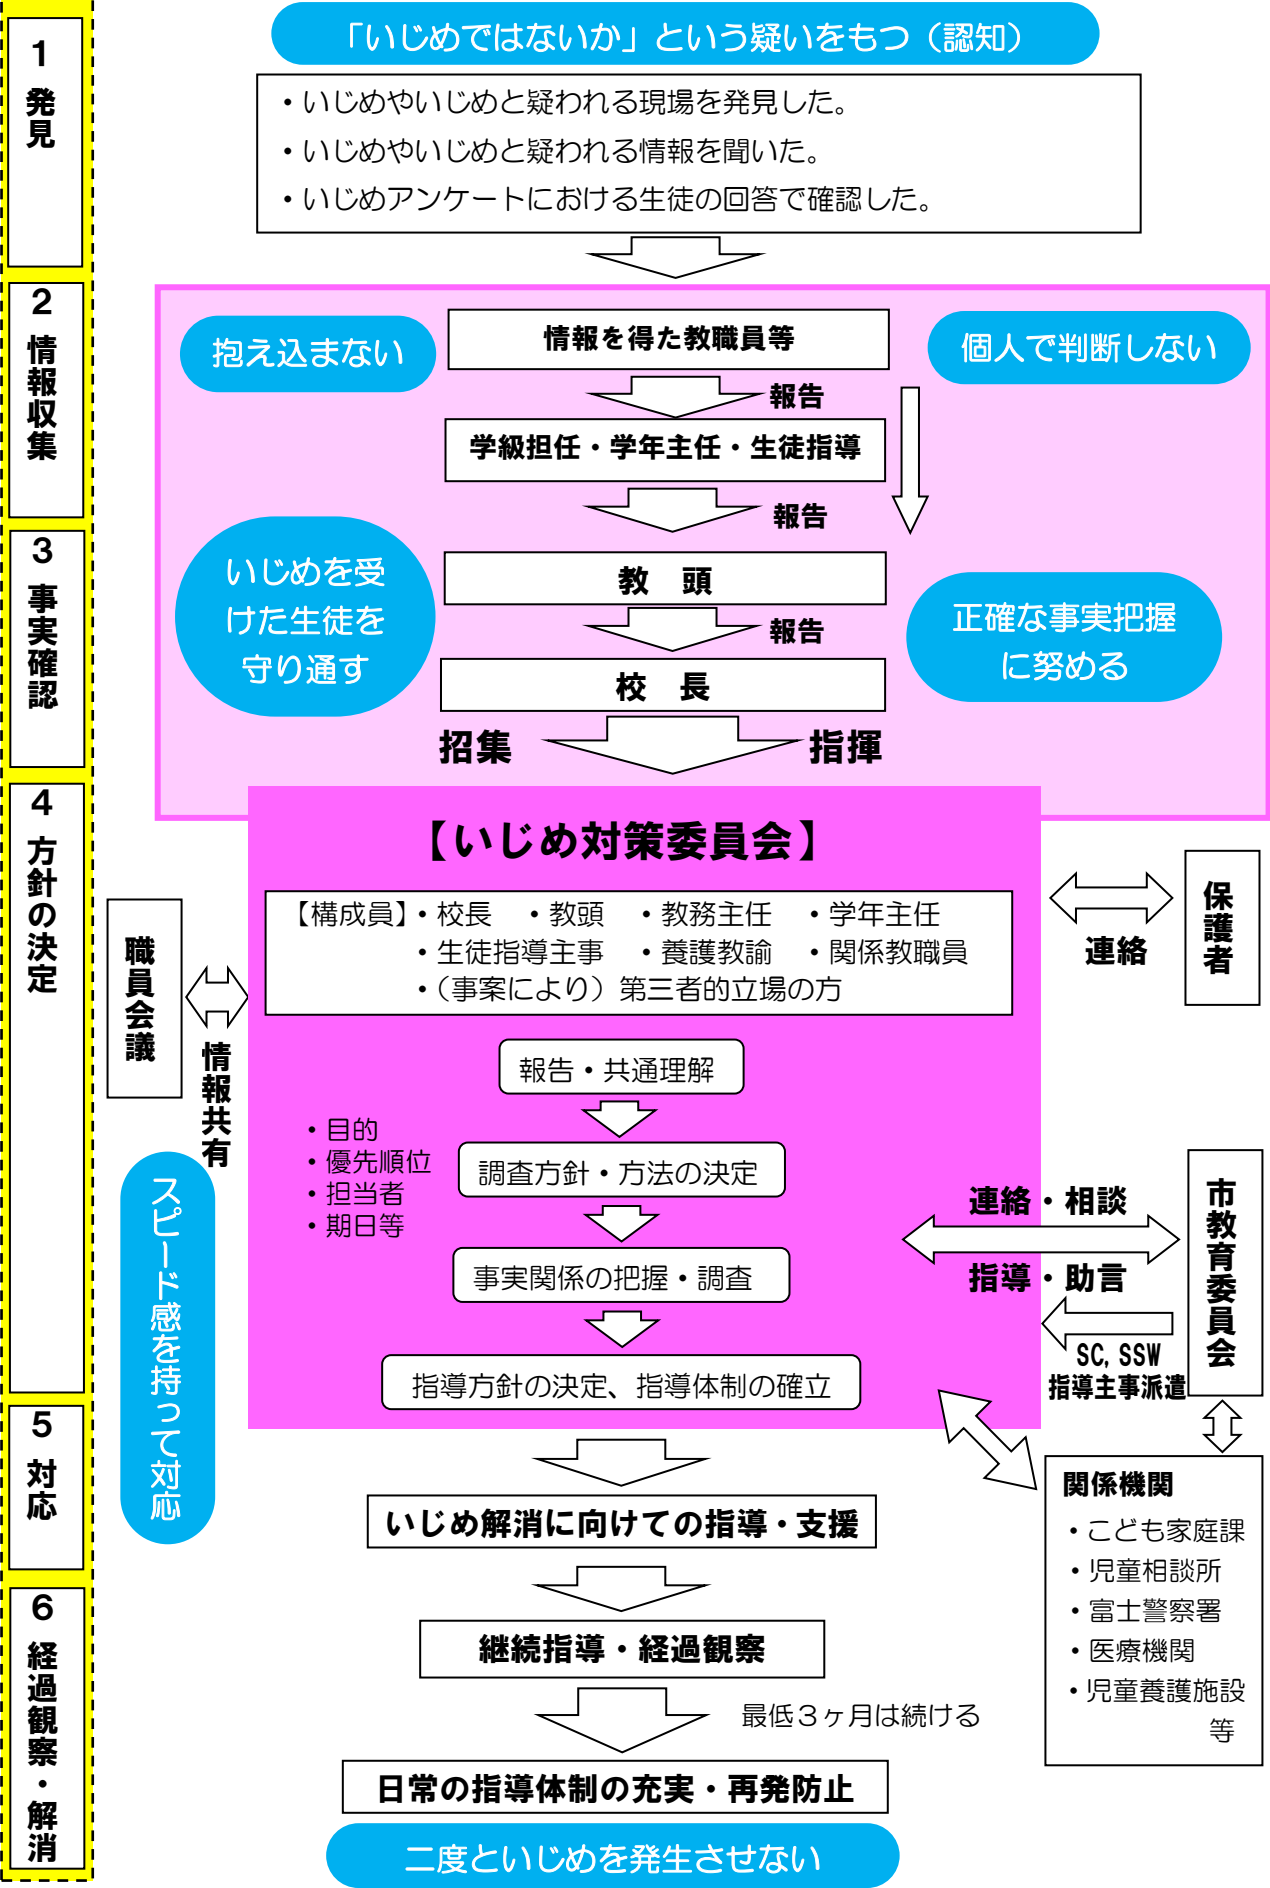 「いじめではないか」という疑いをもつ（認知）
1 発見
・いじめやいじめと疑われる現場を発見した。
・いじめやいじめと疑われる情報を聞いた。
・いじめアンケートにおける生徒の回答で確認した。
2 情報収集
抱え込まない
情報を得た教職員等
個人で判断しない
報告
学級担任・学年主任・生徒指導
報告
3 事実確認
いじめを受
けた生徒を
守り通す
教　頭
報告
正確な事実把握
に努める
校　長
招集
指揮
4 方針の決定
【いじめ対策委員会】
【構成員】・校長　・教頭　・教務主任　・学年主任
・生徒指導主事　・養護教諭　・関係教職員
・（事案により）第三者的立場の方
保護者
連絡
職員会議
情報共有
報告・共通理解
・目的
・優先順位
・担当者
・期日等
調査方針・方法の決定
事実関係の把握・調査
指導方針の決定、指導体制の確立
スピード感を持って対応
連絡・相談
指導・助言
市教育委員会
SC, SSW
指導主事派遣
5 対応
いじめ解消に向けての指導・支援
関係機関
・こども家庭課
・児童相談所
・富士警察署
・医療機関
・児童養護施設
等
6 経過観察・解消
継続指導・経過観察
最低３ヶ月は続ける
日常の指導体制の充実・再発防止
二度といじめを発生させない